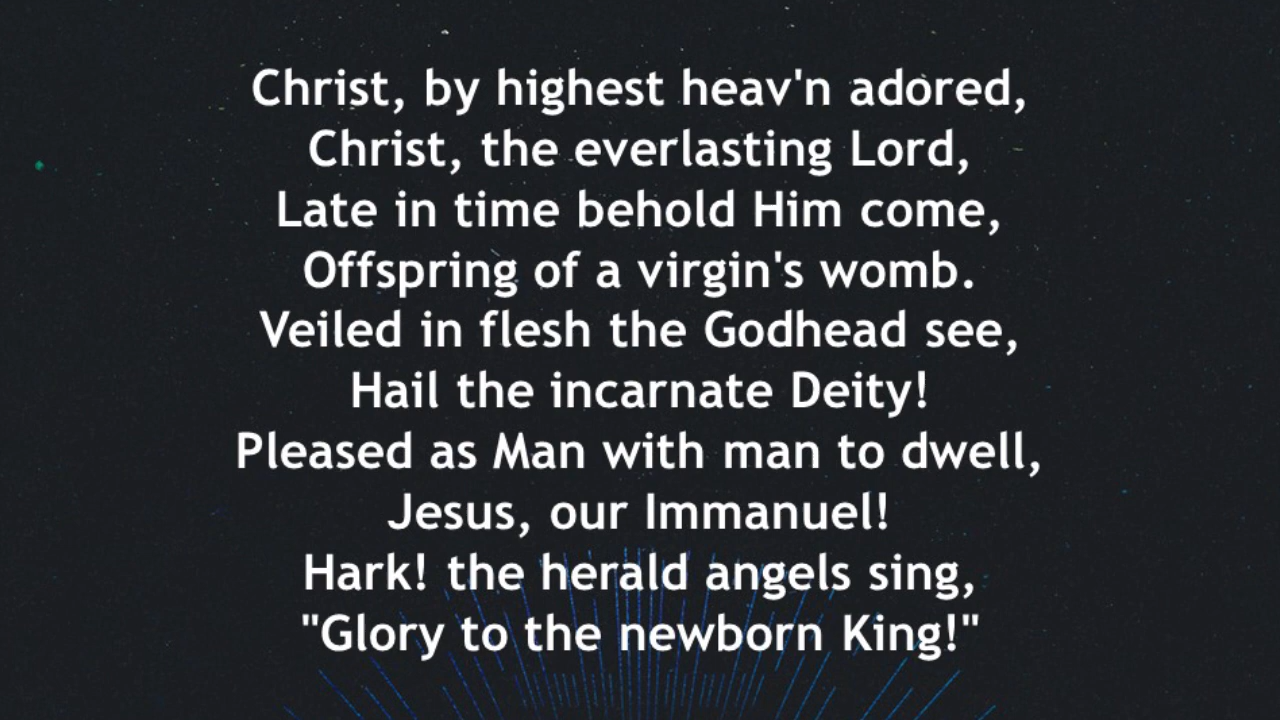 Christ, by highest heav'n adored,
Christ, the everlasting Lord,
Late in time behold Him come,
Offspring of a virgin's womb.
Veiled in flesh the Godhead see,
Hail the incarnate Deity!
Pleased as Man with man to dwell,
Jesus, our Immanuel!
Hark! the herald angels sing,
"Glory to the newborn King!"